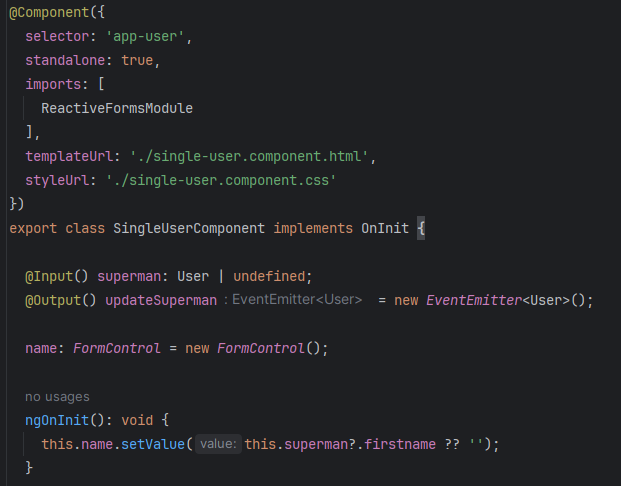 @Component({
  selector: 'app-user',
  standalone: true,
  imports: [
    ReactiveFormsModule
  ],
  templateUrl: './single-user.component.html',
  styleUrl: './single-user.component.css'
})
export class SingleUserComponent implements OnInit {
  @Input() superman: User | undefined;
  @Output() updateSuperman : EventEmitter<User> = new EventEmitter<User>();
  name: FormControl = new FormControl();
  no usages
  ngOnInit(): void {
    this.name.setValue( value: this.superman?.firstname ?? '');
  }